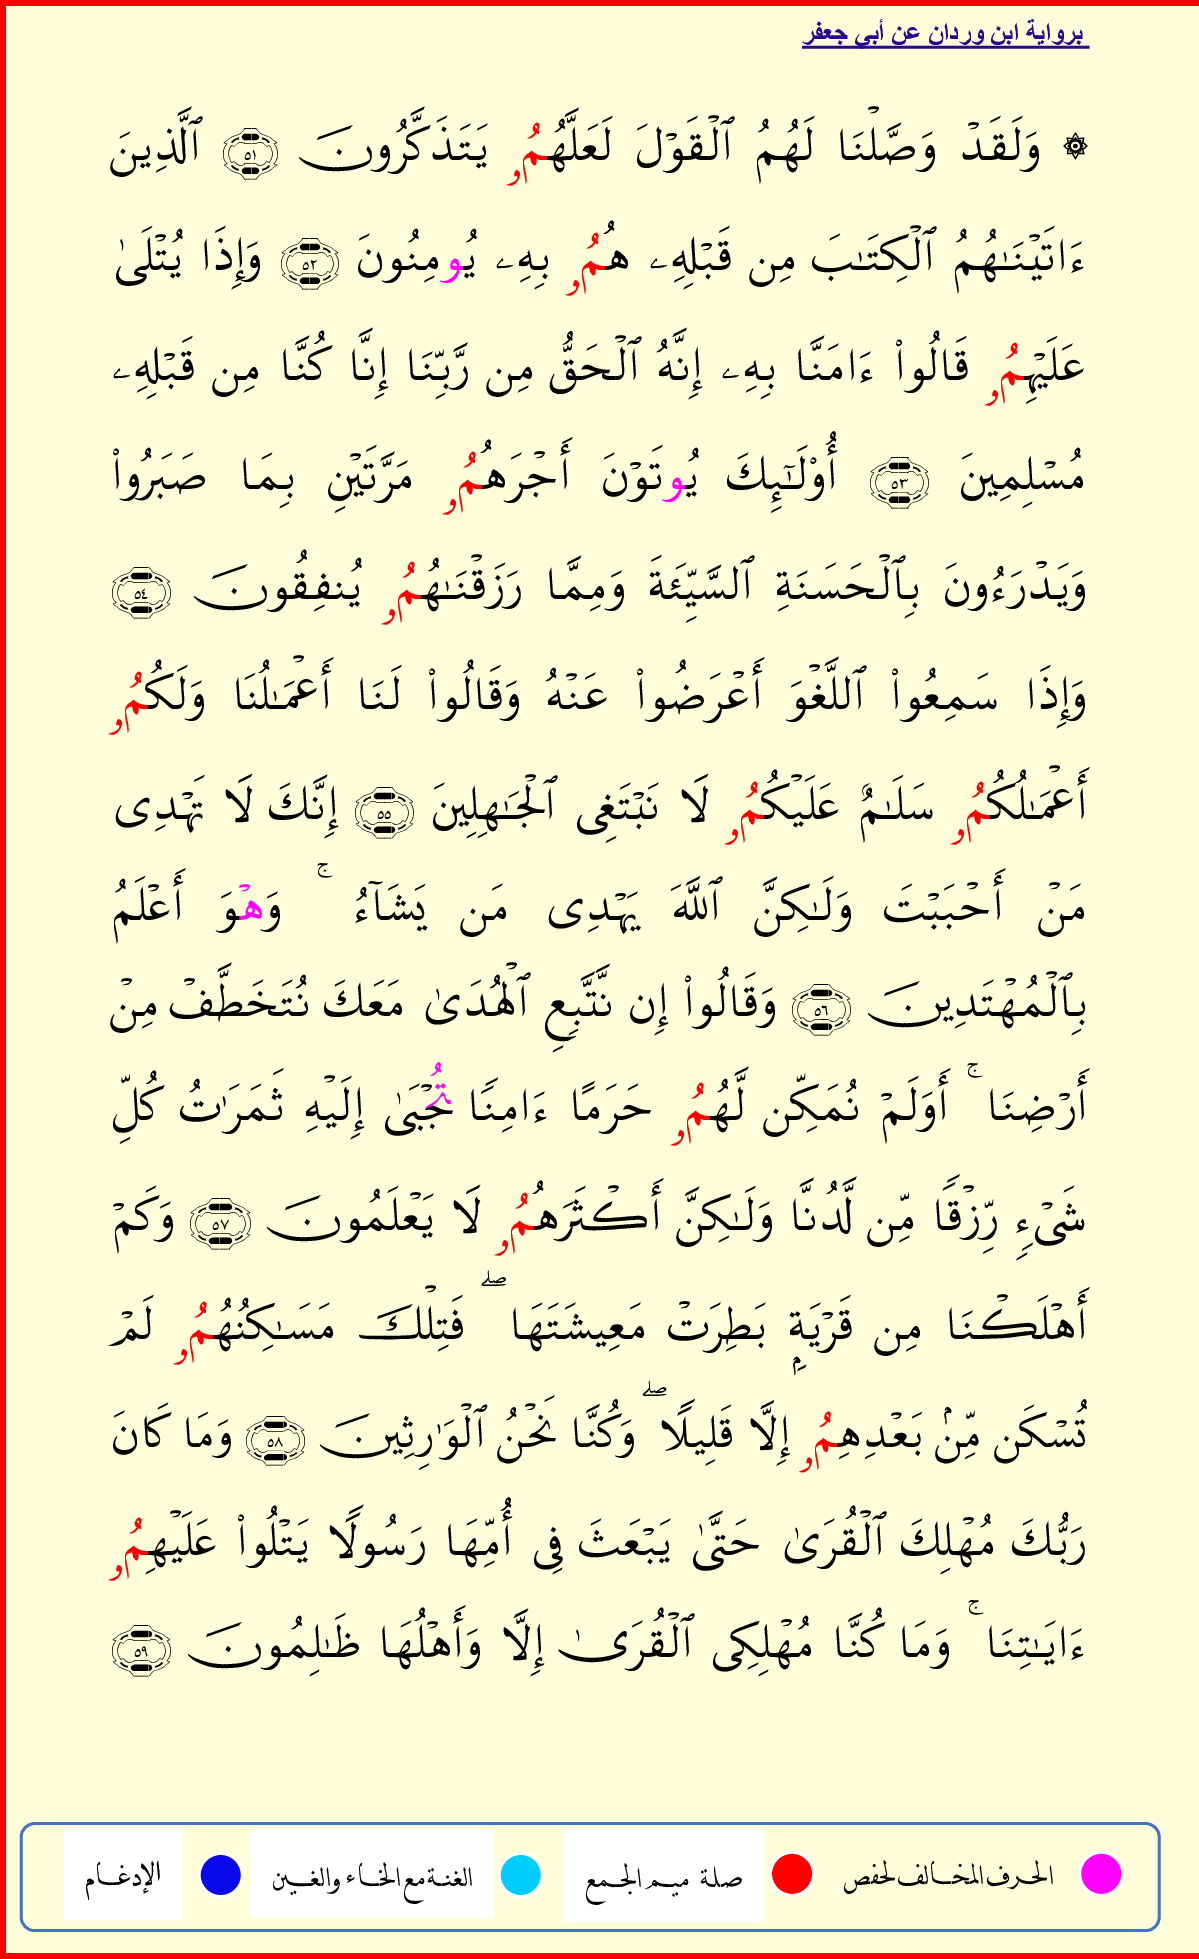 برواية ابن وردان عن أبي جعفر
۞ وَلَقَدْ وَصَّلْنَا لَهُمُ ٱلْقَوْلَ لَعَلَّهُمُۥ يَتَذَكَّرُونَ ٥١ ٱلَّذِينَ
ءَاتَيْنَٰهُمُ ٱلْكِتَٰبَ مِن قَبْلِهِۦ هُمُۥ بِهِۦ يُومِنُونَ ٥٢ وَإِذَا يُتْلَىٰ
عَلَيْهِمُۥ قَالُوا۟ ءَامَنَّا بِهِۦ إِنَّهُ ٱلْحَقُّ مِن رَّبِّنَا إِنَّا كُنَّا مِن قَبْلِهِۦ
مُسْلِمِينَ ٥٣ أُو۟لَٰٓئِكَ يُوتَوْنَ أَجْرَهُمُۥ مَرَّتَيْنِ بِمَا صَبَرُوا۟
وَيَدْرَءُونَ بِٱلْحَسَنَةِ ٱلسَّيِّئَةَ وَمِمَّا رَزَقْنَٰهُمُۥ يُنفِقُونَ ٥٤
وَإِذَا سَمِعُوا۟ ٱللَّغْوَ أَعْرَضُوا۟ عَنْهُ وَقَالُوا۟ لَنَا أَعْمَٰلُنَا وَلَكُمُۥ
أَعْمَٰلُكُمُۥ سَلَٰمٌ عَلَيْكُمُۥ لَا نَبْتَغِى ٱلْجَٰهِلِينَ ٥٥ إِنَّكَ لَا تَهْدِى
مَنْ أَحْبَبْتَ وَلَٰكِنَّ ٱللَّهَ يَهْدِى مَن يَشَآءُ ۚ وَهْوَ أَعْلَمُ
بِٱلْمُهْتَدِينَ ٥٦ وَقَالُوا۟ إِن نَّتَّبِعِ ٱلْهُدَىٰ مَعَكَ نُتَخَطَّفْ مِنْ
أَرْضِنَا ۚ أَوَلَمْ نُمَكِّن لَّهُمُۥ حَرَمًا ءَامِنًا تُجْبَىٰ إِلَيْهِ ثَمَرَٰتُ كُلِّ
شَىْءٍ رِّزْقًا مِّن لَّدُنَّا وَلَٰكِنَّ أَكْثَرَهُمُۥ لَا يَعْلَمُونَ ٥٧ وَكَمْ
أَهْلَكْنَا مِن قَرْيَةٍۭ بَطِرَتْ مَعِيشَتَهَا ۖ فَتِلْكَ مَسَٰكِنُهُمُۥ لَمْ
تُسْكَن مِّنۢ بَعْدِهِمُۥ إِلَّا قَلِيلًا ۖ وَكُنَّا نَحْنُ ٱلْوَٰرِثِينَ ٥٨ وَمَا كَانَ
رَبُّكَ مُهْلِكَ ٱلْقُرَىٰ حَتَّىٰ يَبْعَثَ فِى أُمِّهَا رَسُولًا يَتْلُوا۟ عَلَيْهِمُۥ
ءَايَٰتِنَا ۚ وَمَا كُنَّا مُهْلِكِى ٱلْقُرَىٰ إِلَّا وَأَهْلُهَا ظَٰلِمُونَ ٥٩
الحرف المخالف لحفص صلة ميم الجمع الغنة مع الخاء والغين الإدغام